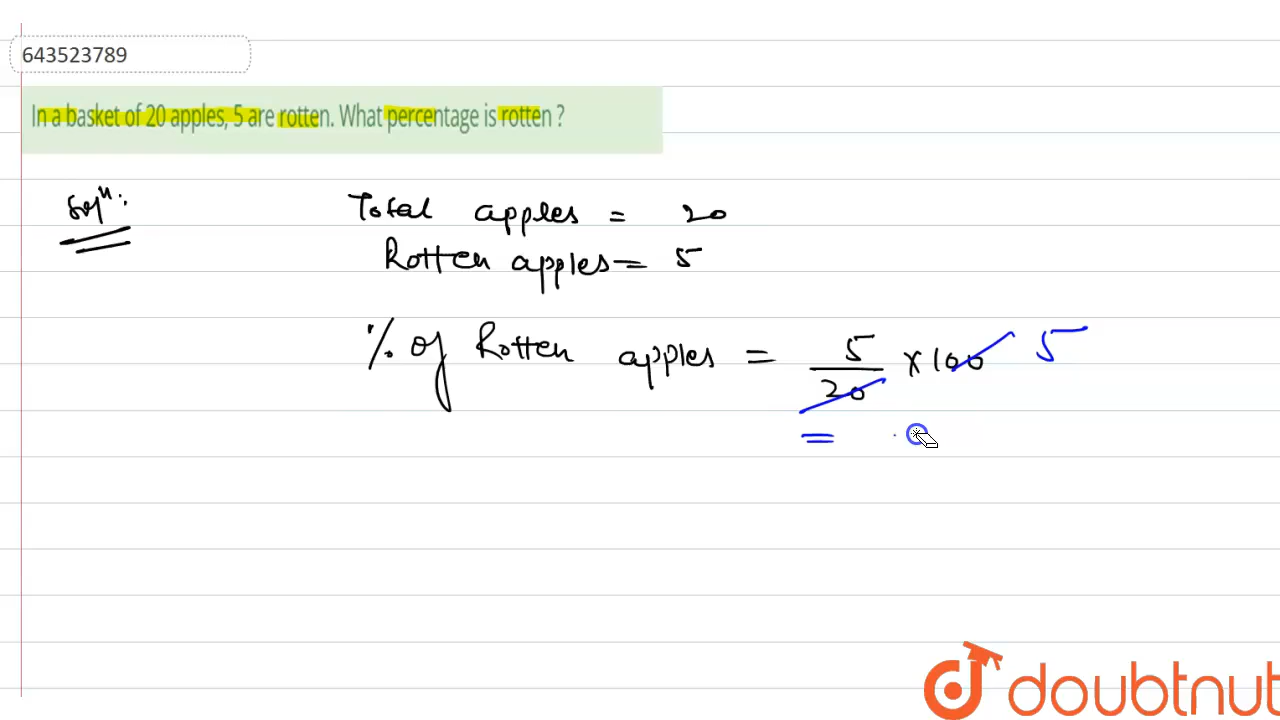 643523789
In a basket of 20 apples, 5 are rotten. What percentage is rotten ?
Solⁿ:
Total apples = 20
Rotten apples = 5
% of Rotten apples = 5/20 × 100 5
=
doubtnut